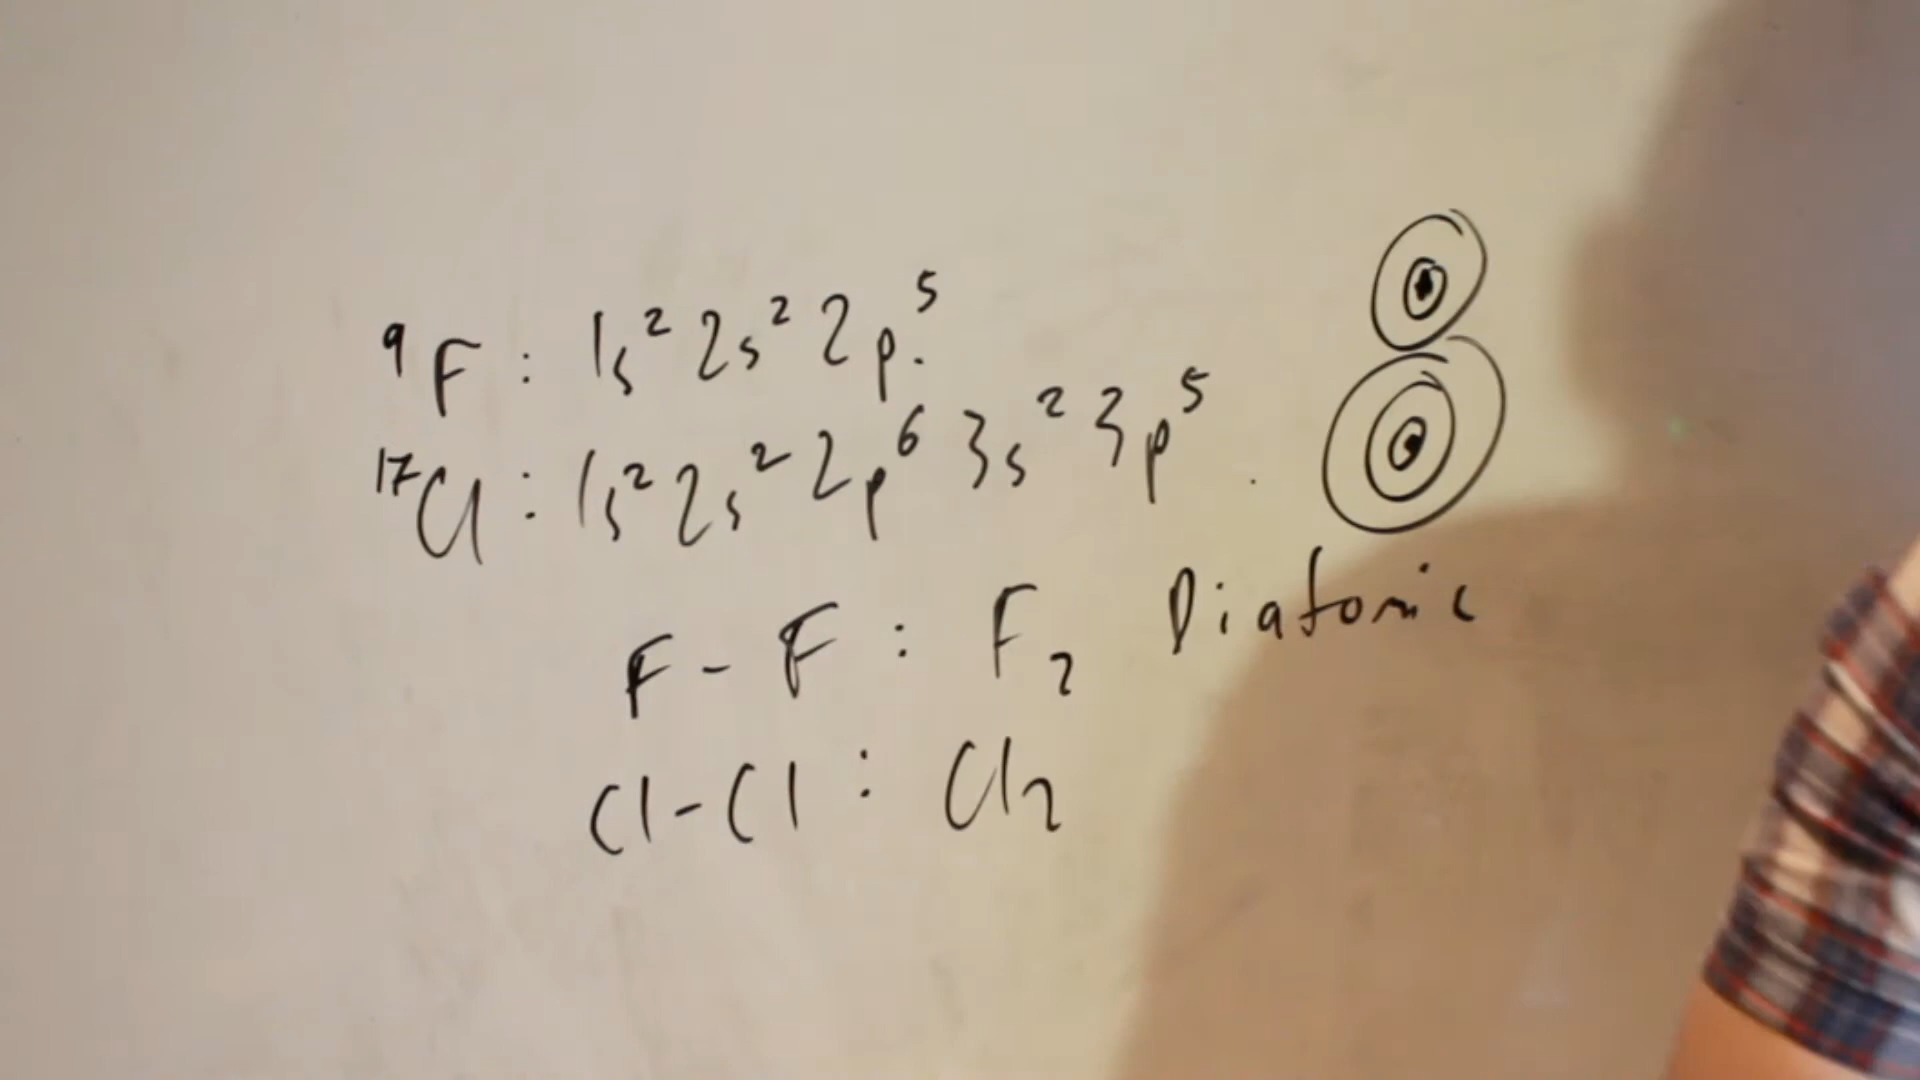 ⁹F : 1s² 2s² 2p⁵
¹⁷Cl : 1s² 2s² 2p⁶ 3s² 3p⁵
F - F : F₂ Diatomic
Cl - Cl : Cl₂